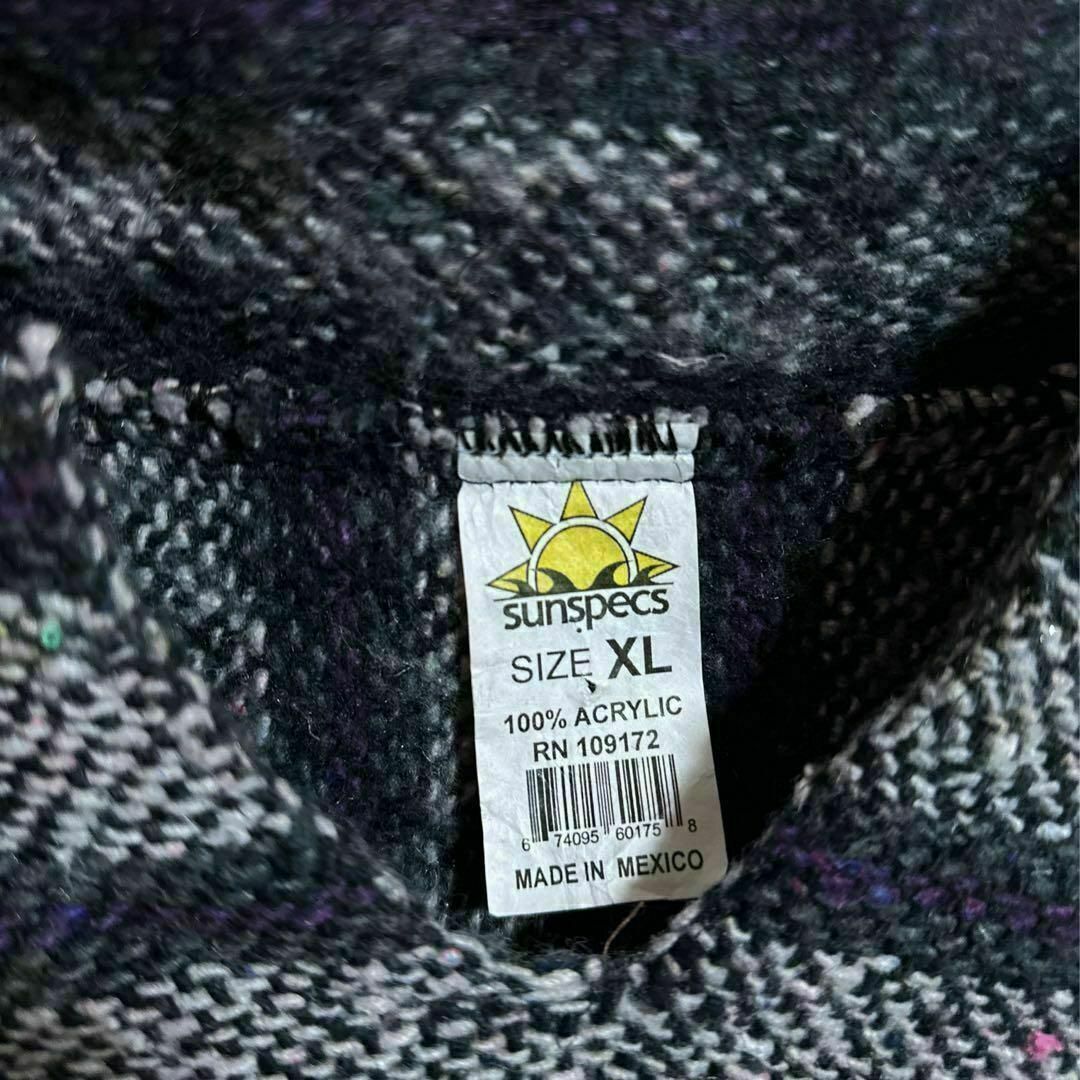 sunspecs
SIZE XL
100% ACRYLIC
RN 109172
6 74095 60175 8
MADE IN MEXICO